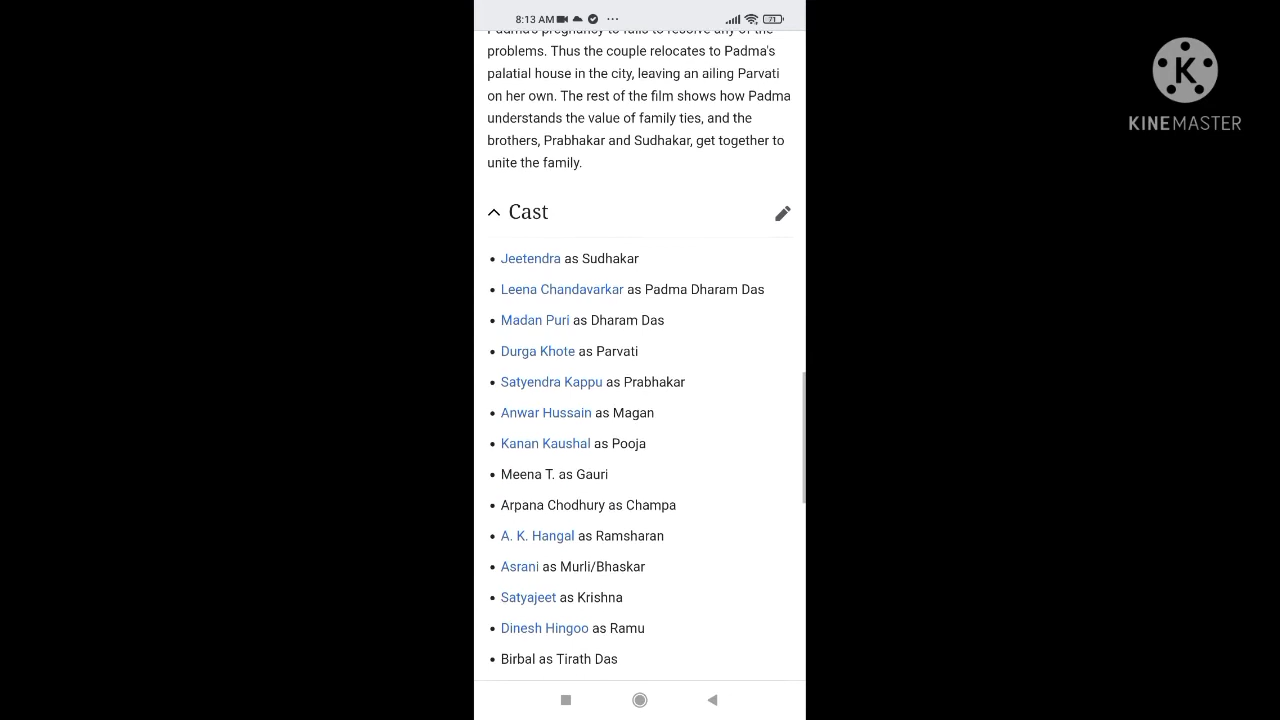 8:13 AM
71
Padma's pregnancy to fails to resolve any of the
problems. Thus the couple relocates to Padma's
palatial house in the city, leaving an ailing Parvati
on her own. The rest of the film shows how Padma
understands the value of family ties, and the
brothers, Prabhakar and Sudhakar, get together to
unite the family.
Cast
• Jeetendra as Sudhakar
• Leena Chandavarkar as Padma Dharam Das
• Madan Puri as Dharam Das
• Durga Khote as Parvati
• Satyendra Kappu as Prabhakar
• Anwar Hussain as Magan
• Kanan Kaushal as Pooja
• Meena T. as Gauri
• Arpana Chodhury as Champa
• A. K. Hangal as Ramsharan
• Asrani as Murli/Bhaskar
• Satyajeet as Krishna
• Dinesh Hingoo as Ramu
• Birbal as Tirath Das
K
KINEMASTER